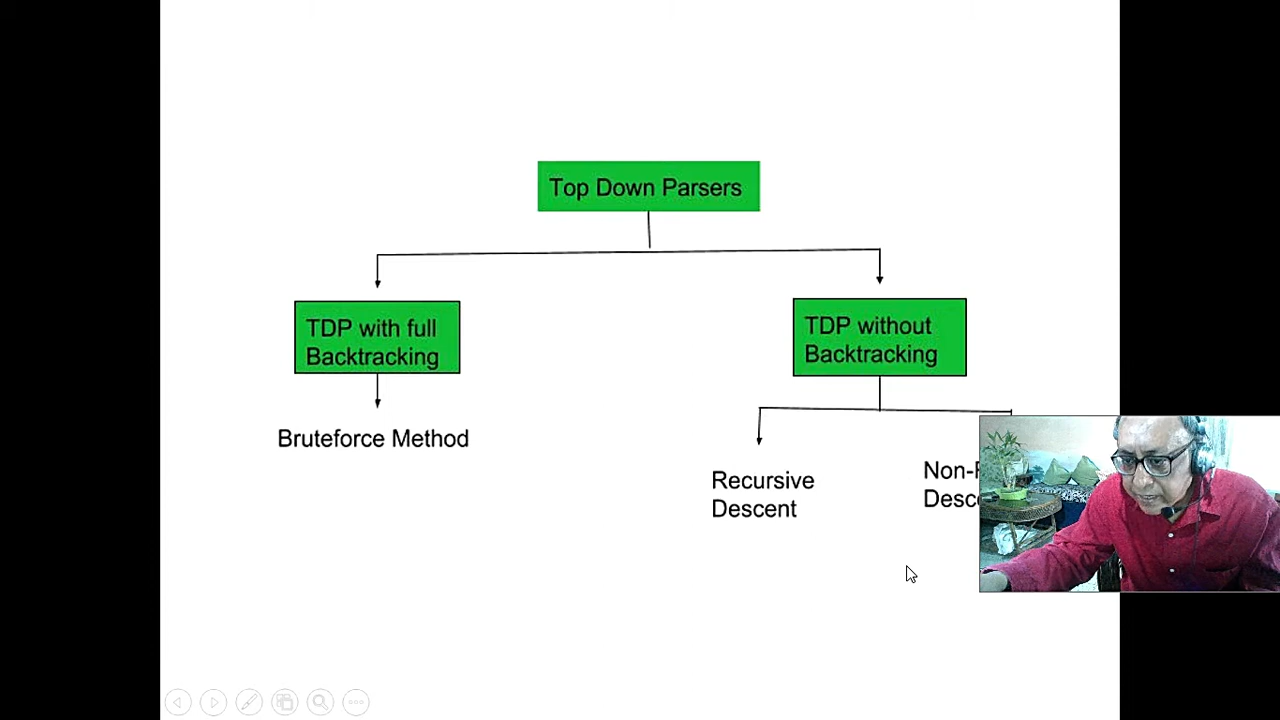 Top Down Parsers
TDP with full
Backtracking
TDP without
Backtracking
Bruteforce Method
Recursive
Descent